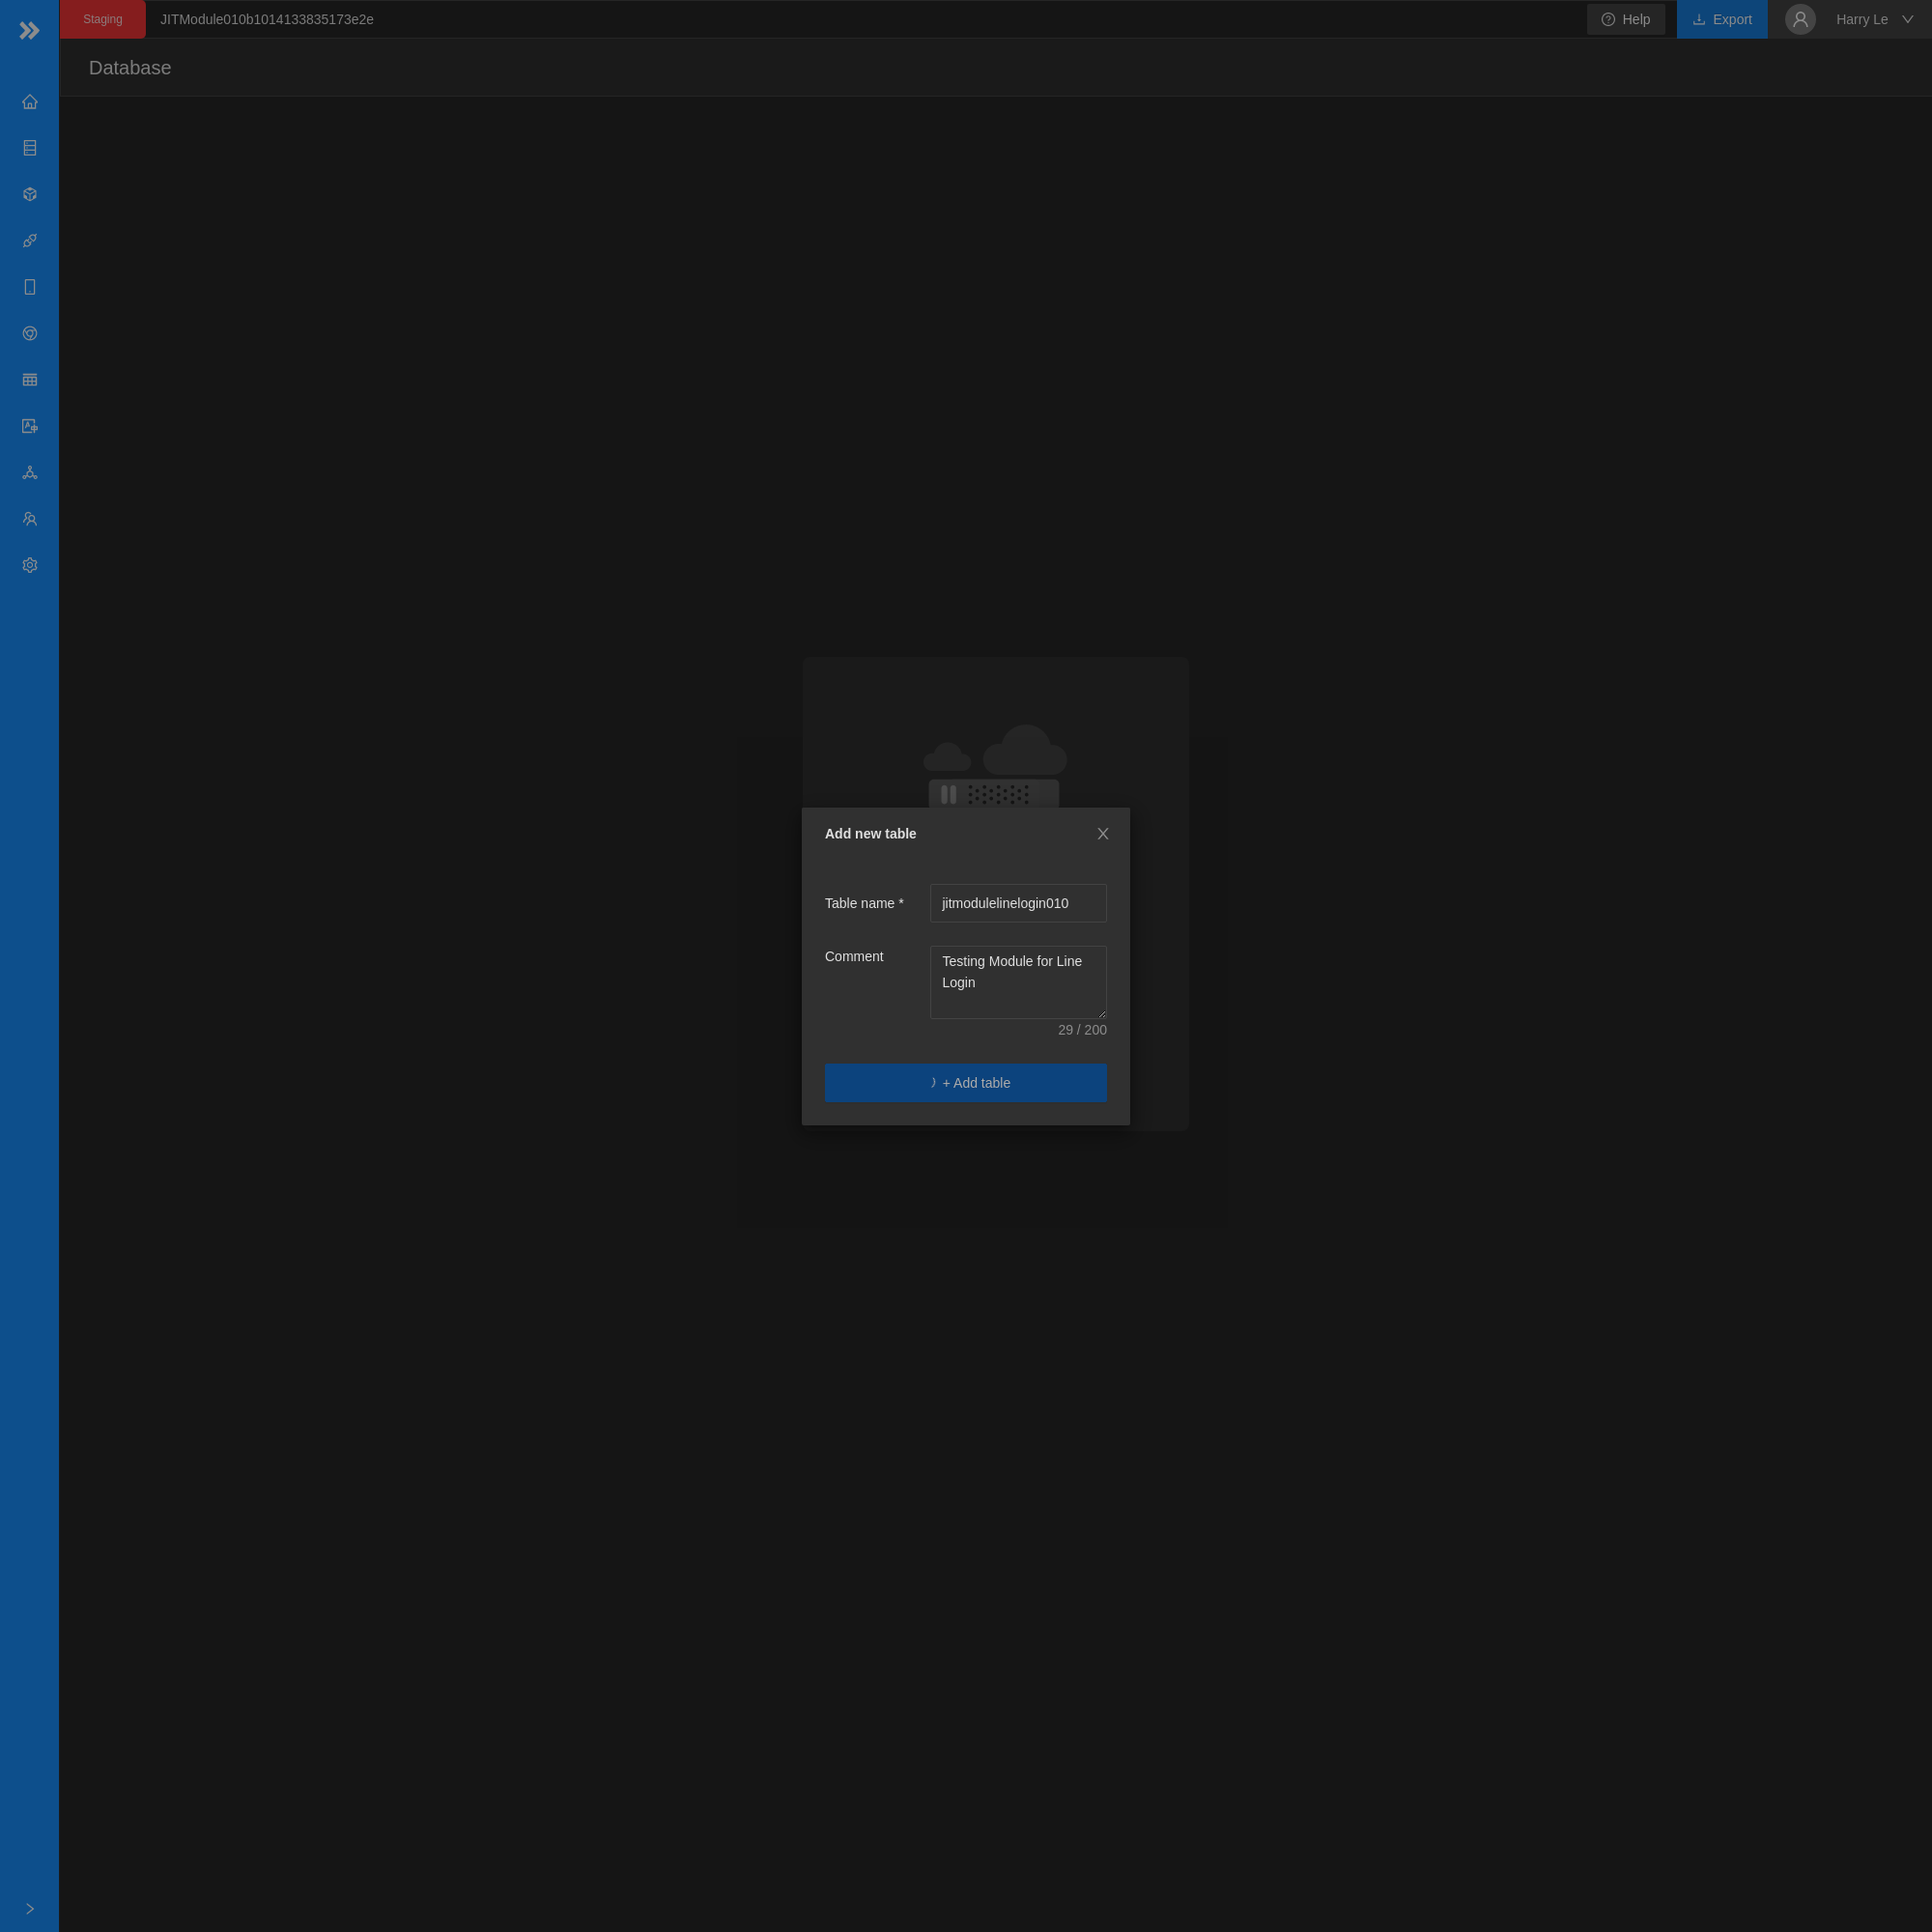 Staging
JITModule010b1014133835173e2e
Help
Export
Harry Le
Database
Add new table
Table name *
jitmodulelinelogin010
Comment
Testing Module for Line
Login
29 / 200
+ Add table